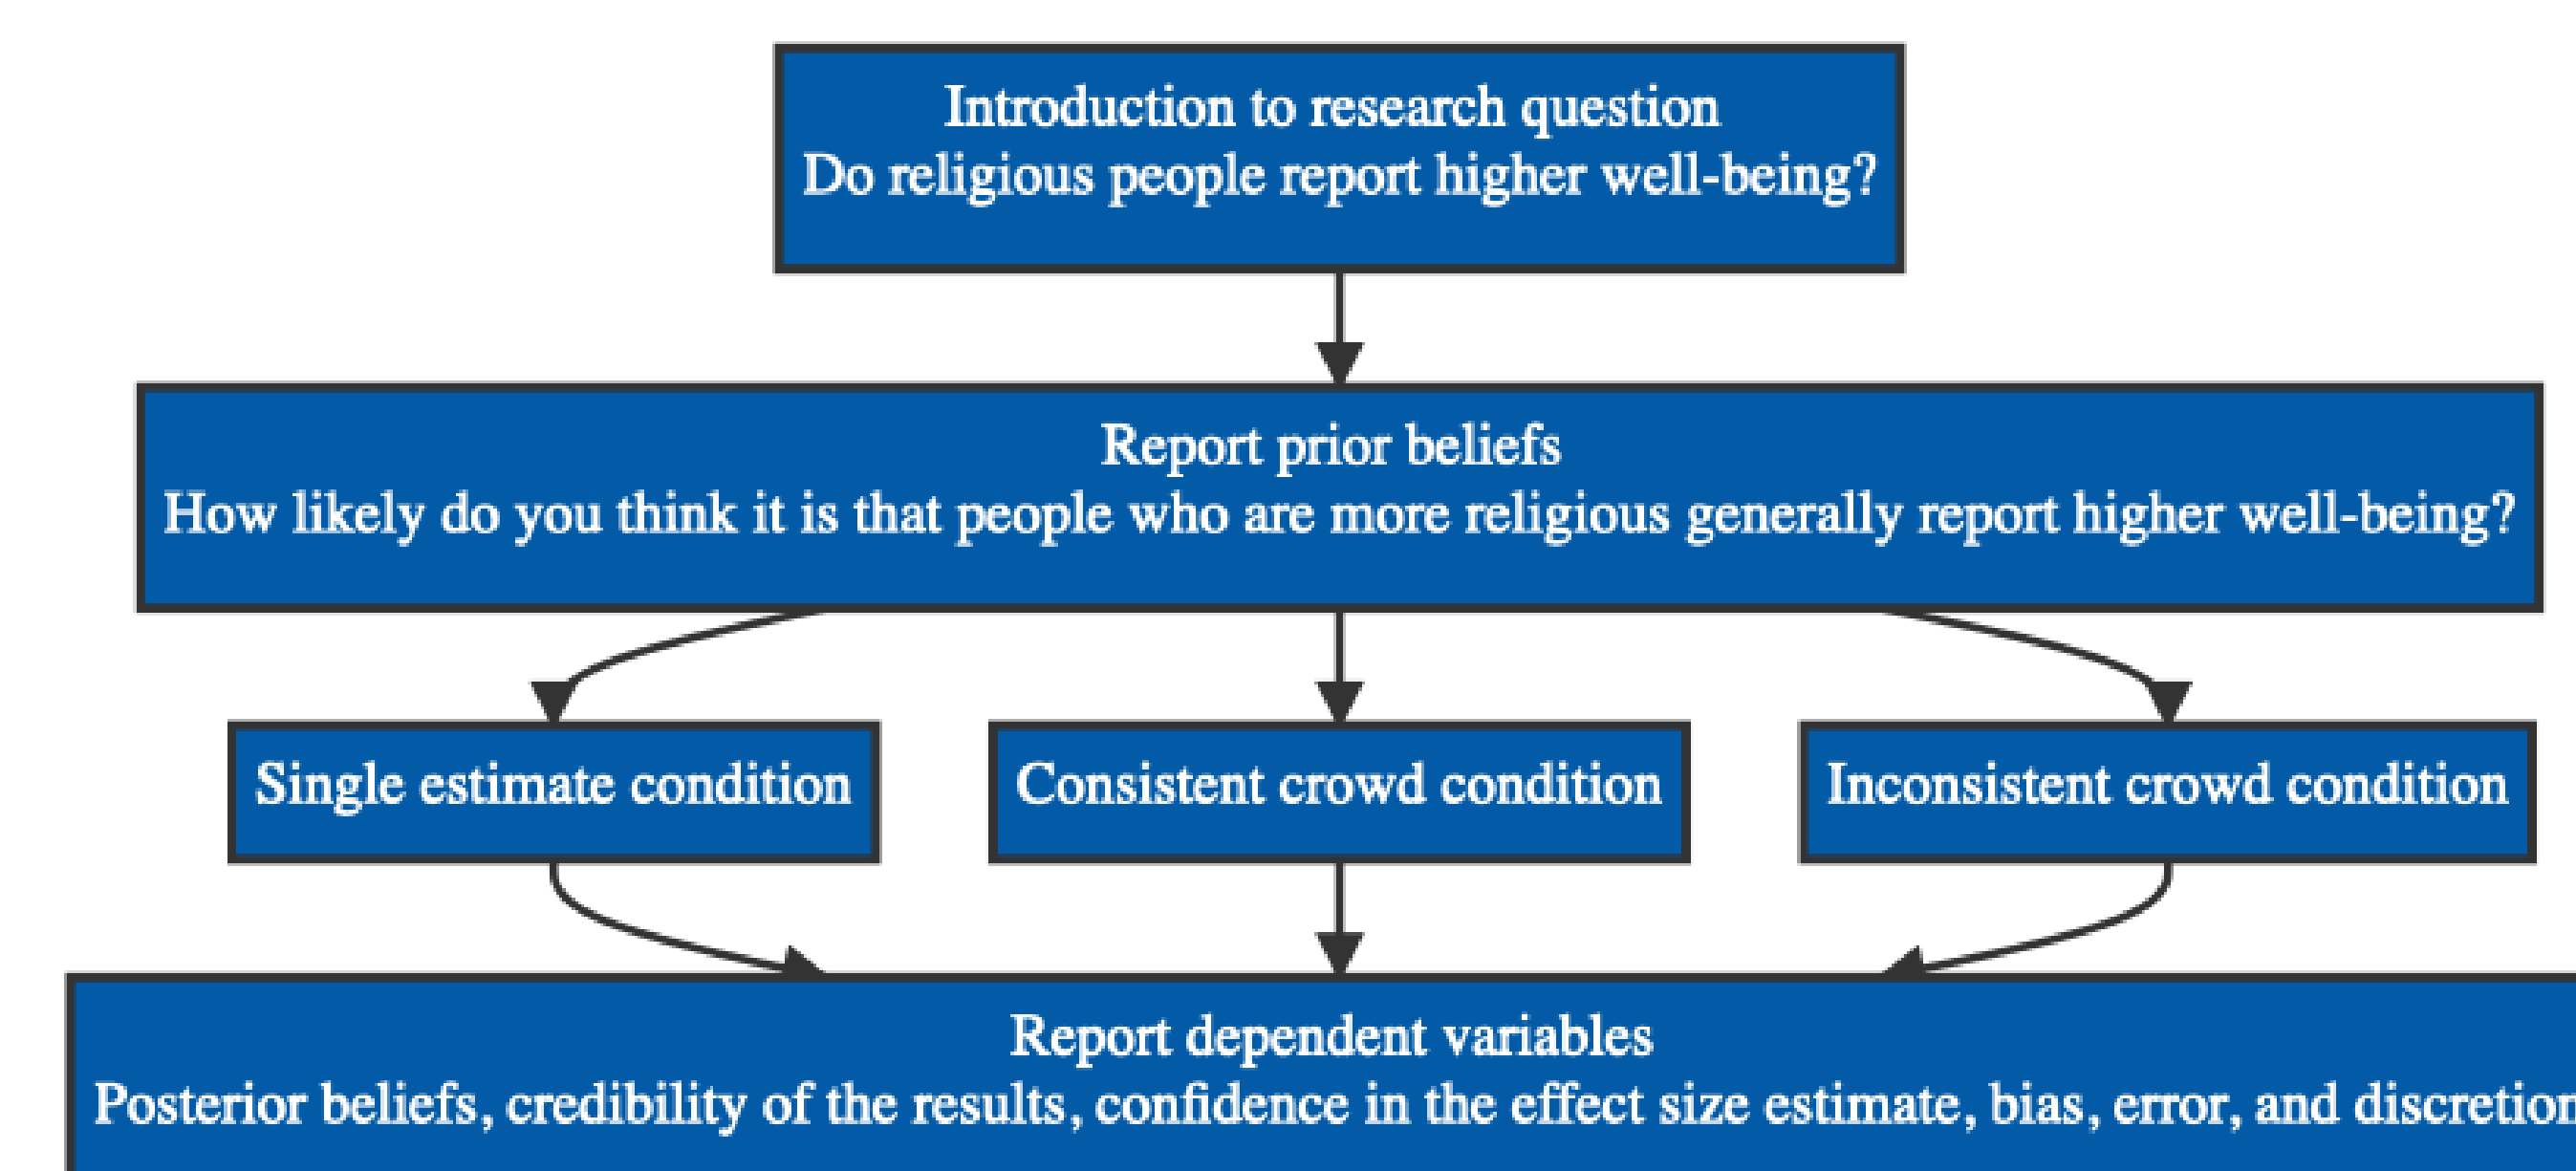 Introduction to research question
Do religious people report higher well-being?
Report prior beliefs
How likely do you think it is that people who are more religious generally report higher well-being?
Single estimate condition
Consistent crowd condition
Inconsistent crowd condition
Report dependent variables
Posterior beliefs, credibility of the results, confidence in the effect size estimate, bias, error, and discretion